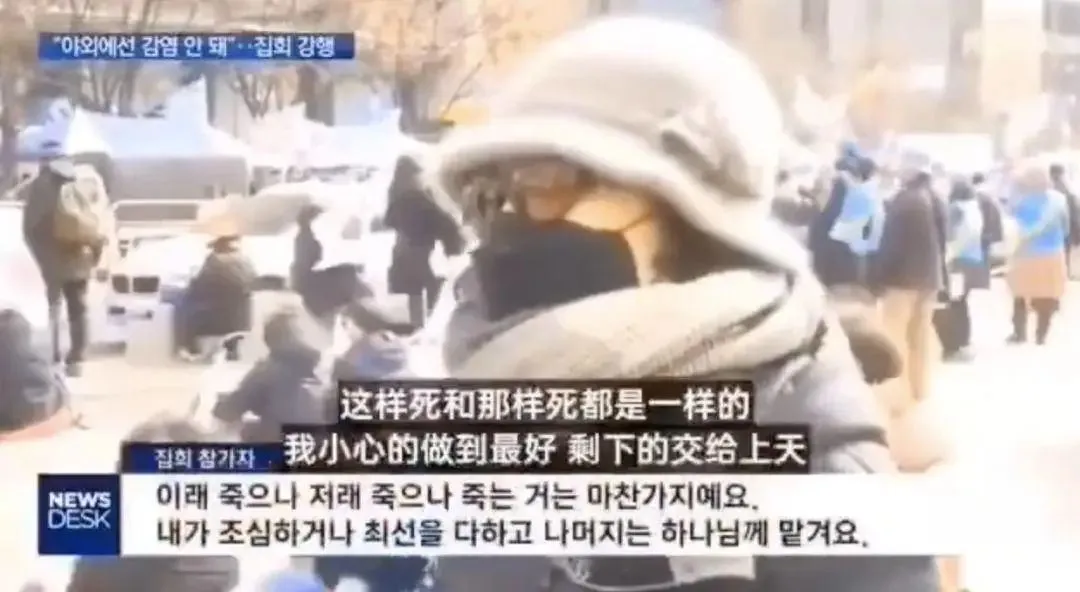 "야외에선 감염 안 돼"‥집회 강행
这样死和那样死都是一样的
我小心的做到最好 剩下的交给上天
집회 참가자
NEWS
DESK
이래 죽으나 저래 죽으나 죽는 거는 마찬가지예요.
내가 조심하거나 최선을 다하고 나머지는 하나님께 맡겨요.